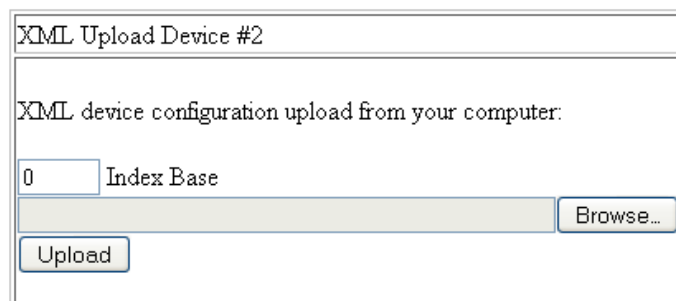 XML Upload Device #2
XML device configuration upload from your computer:
0 Index Base
Browse...
Upload